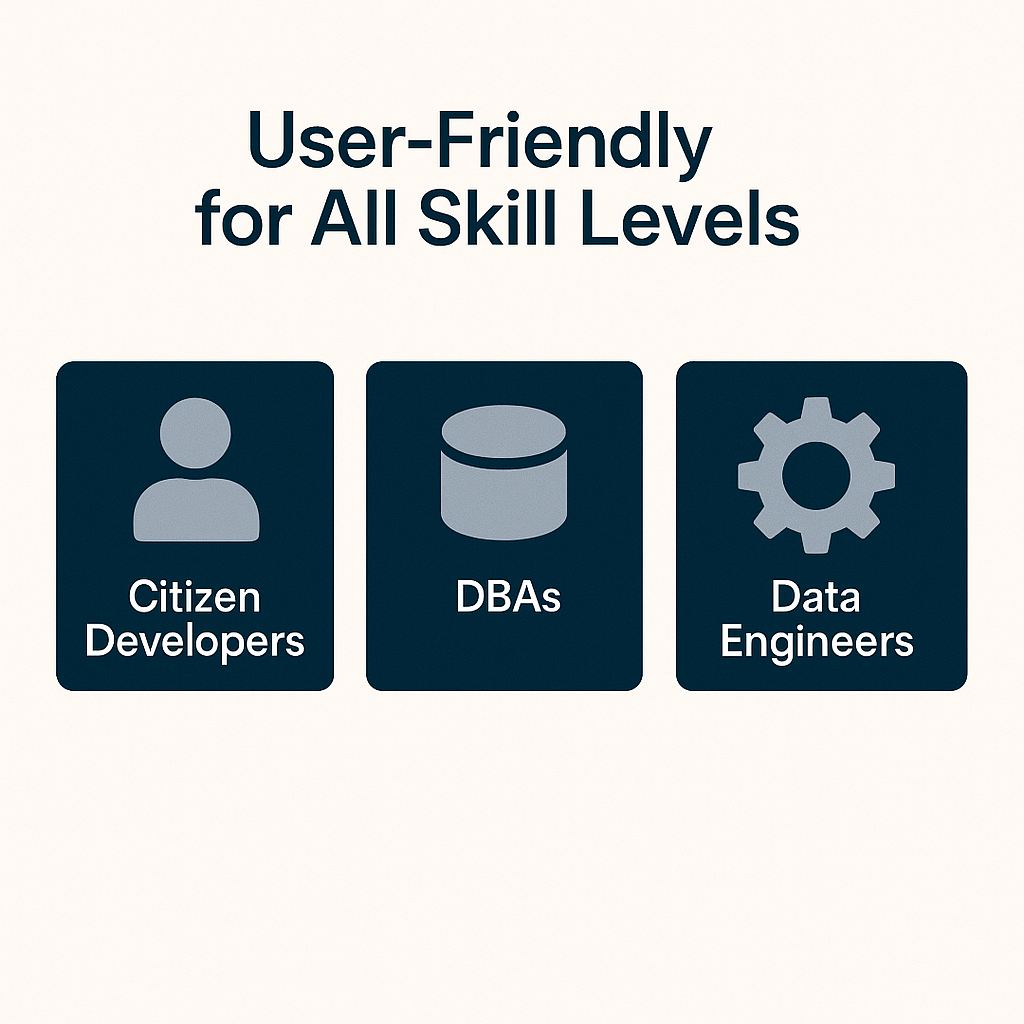 User-Friendly
for All Skill Levels
Citizen
Developers
DBAs
Data
Engineers